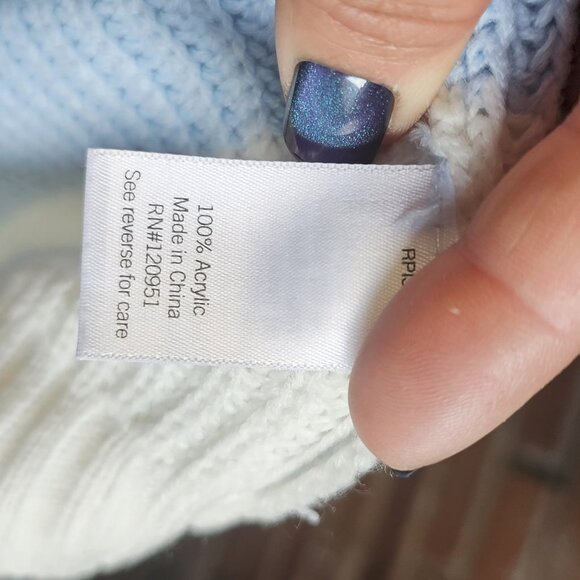 100% Acrylic
Made in China
RN#120951
See reverse for care